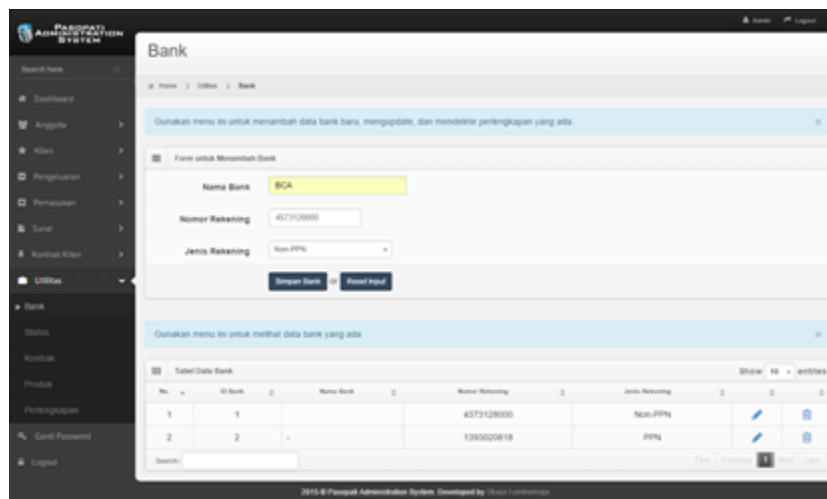 PASOPATI
ADMINISTRATION
SYSTEM
Admin Logout
Bank
Search here...
Home > Utilitas > Bank
Dashboard
Anggota
Klien
Pengeluaran
Pemasukan
Surat
Kontrak Klien
Utilitas
Bank
Status
Kontrak
Produk
Perlengkapan
Ganti Password
Logout
Gunakan menu ini untuk menambah data bank baru, mengupdate, dan mendelete perlengkapan yang ada. ×
Form untuk Menambah Bank
Nama Bank BCA
Nomor Rekening 4573128000
Jenis Rekening Non-PPN
Simpan Bank or Reset Input
Gunakan menu ini untuk melihat data bank yang ada ×
Tabel Data Bank Show 10 entries
No. ID Bank Nama Bank Nomor Rekening Jenis Rekening
1 1 4373128000 Non-PPN
2 2 - 1393020818 PPN
Search: First Previous 1 Next Last
2015 © Pasopati Administration System. Developed by